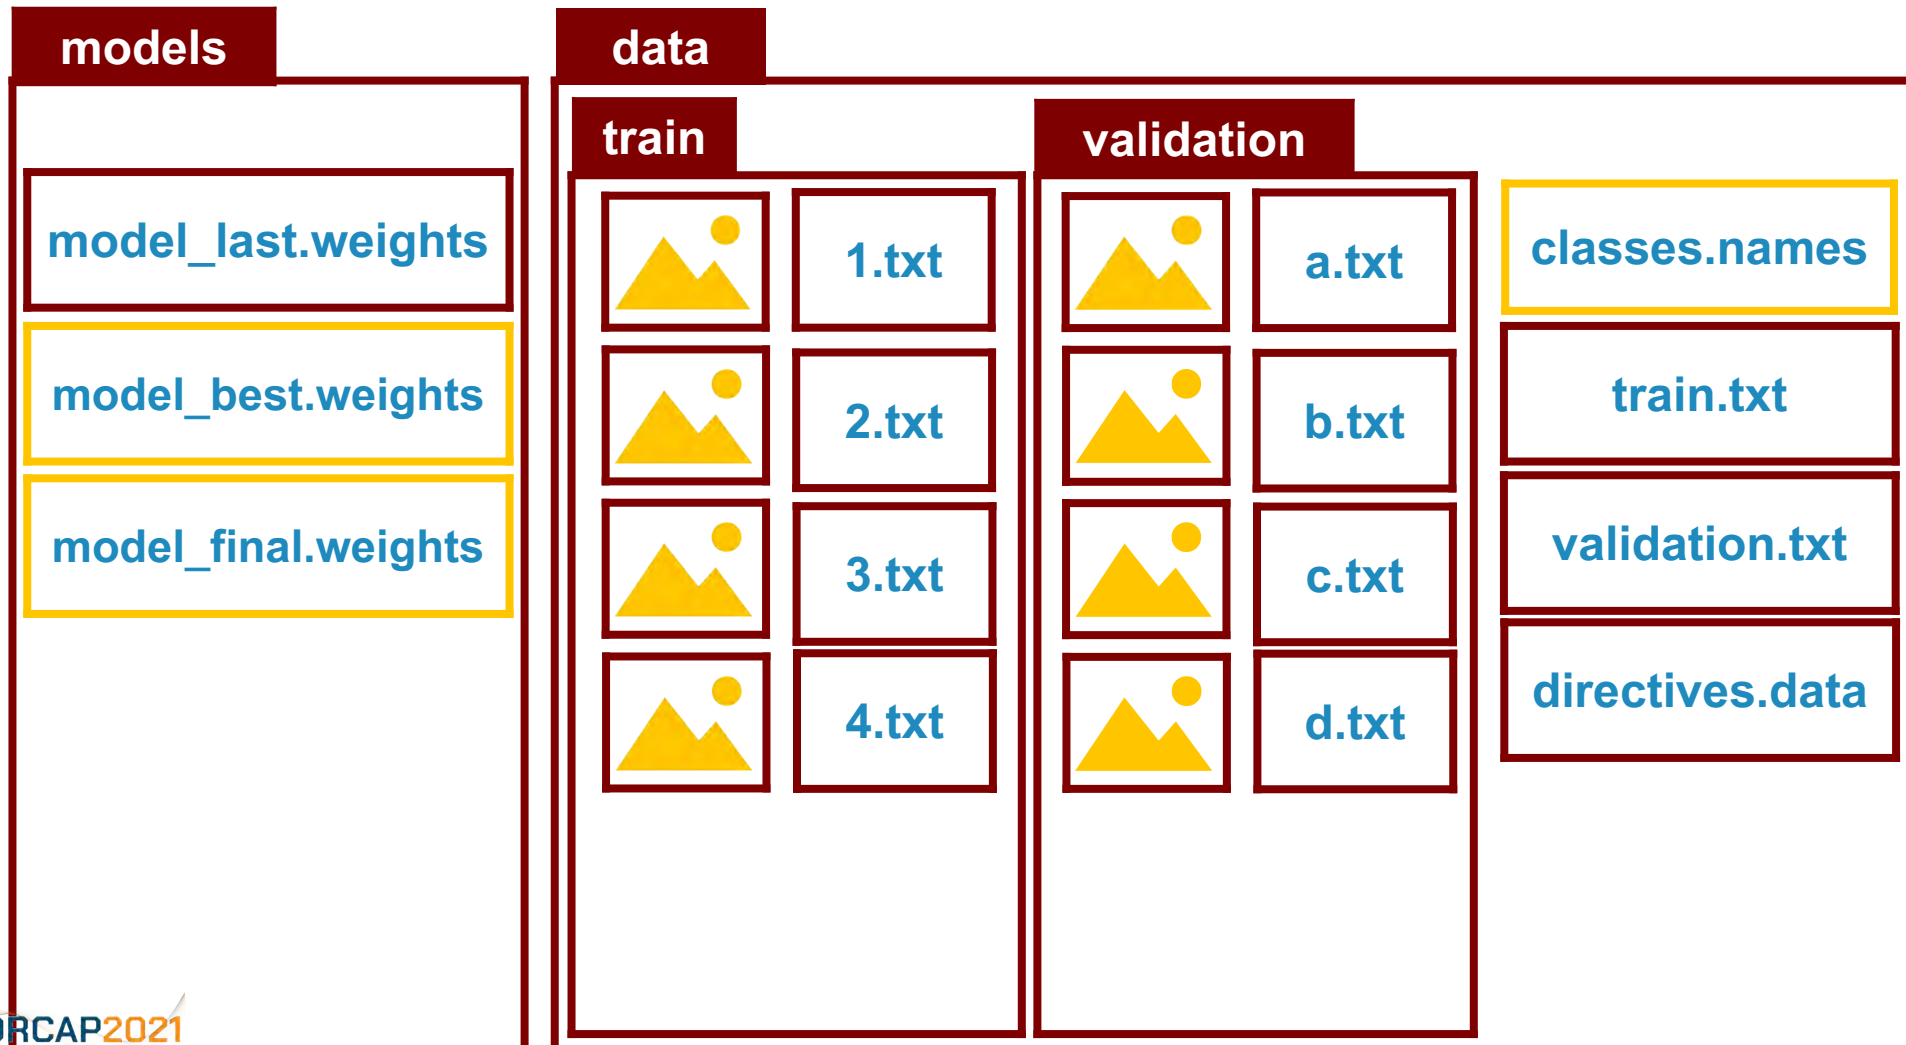 models
data
train
validation
model_last.weights
model_best.weights
model_final.weights
1.txt
2.txt
3.txt
4.txt
a.txt
b.txt
c.txt
d.txt
classes.names
train.txt
validation.txt
directives.data
RCAP2021